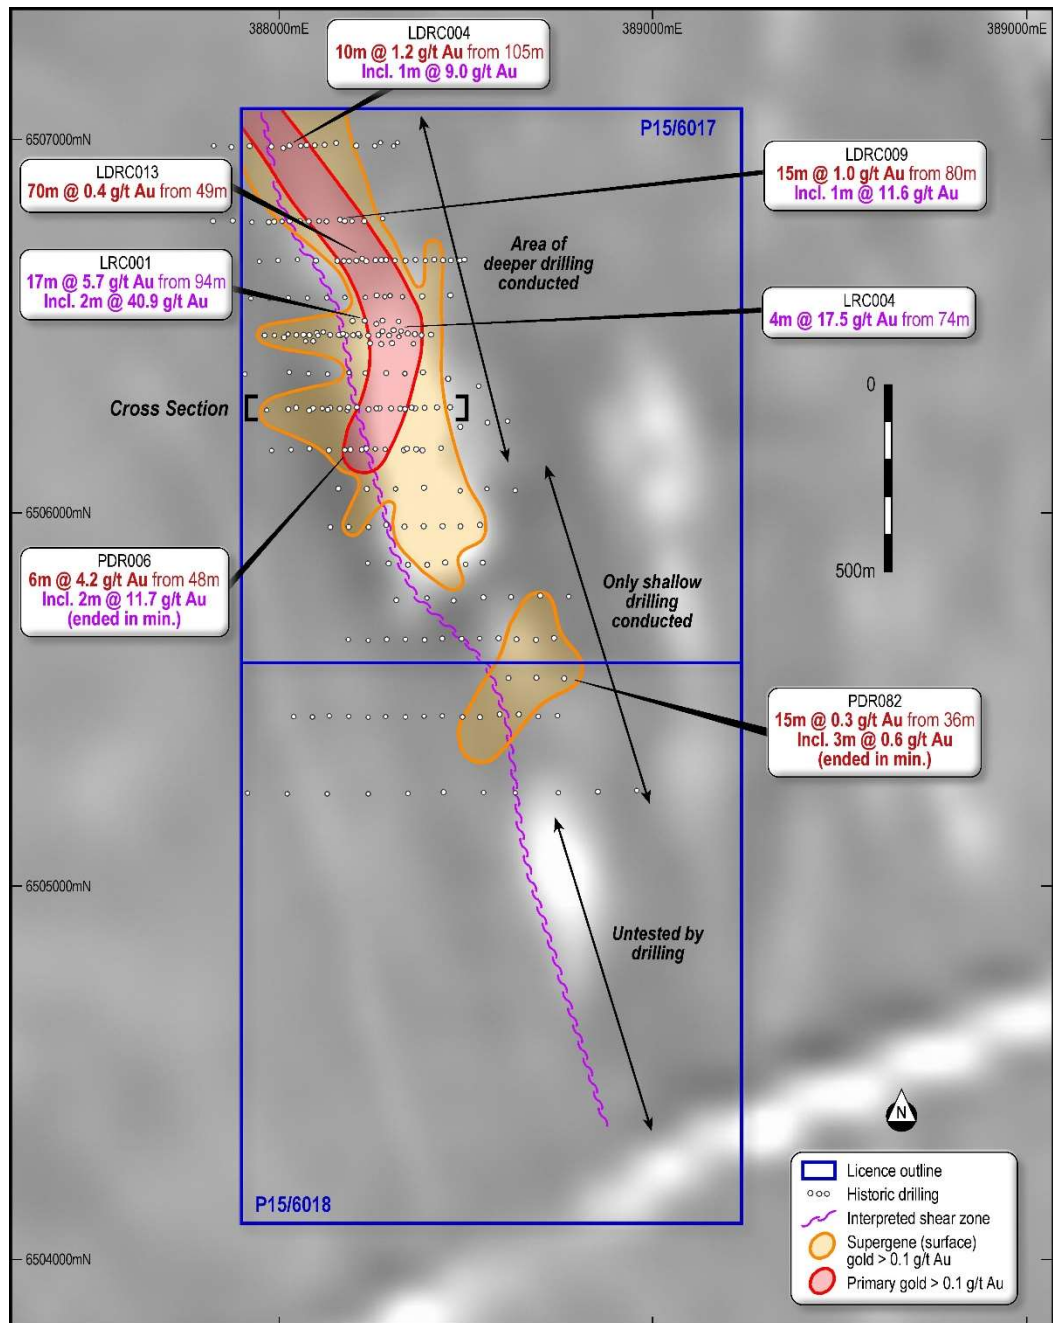 388000mE
389000mE
389000mE
LDRC004
10m @ 1.2 g/t Au from 105m
Incl. 1m @ 9.0 g/t Au
6507000mN
P15/6017
LDRC013
70m @ 0.4 g/t Au from 49m
LDRC009
15m @ 1.0 g/t Au from 80m
Incl. 1m @ 11.6 g/t Au
Area of
deeper drilling
conducted
LRC001
17m @ 5.7 g/t Au from 94m
Incl. 2m @ 40.9 g/t Au
LRC004
4m @ 17.5 g/t Au from 74m
0
500m
Cross Section
6506000mN
PDR006
6m @ 4.2 g/t Au from 48m
Incl. 2m @ 11.7 g/t Au
(ended in min.)
Only shallow
drilling
conducted
PDR082
15m @ 0.3 g/t Au from 36m
Incl. 3m @ 0.6 g/t Au
(ended in min.)
6505000mN
Untested by
drilling
N
P15/6018
6504000mN
Licence outline
Historic drilling
Interpreted shear zone
Supergene (surface)
gold > 0.1 g/t Au
Primary gold > 0.1 g/t Au